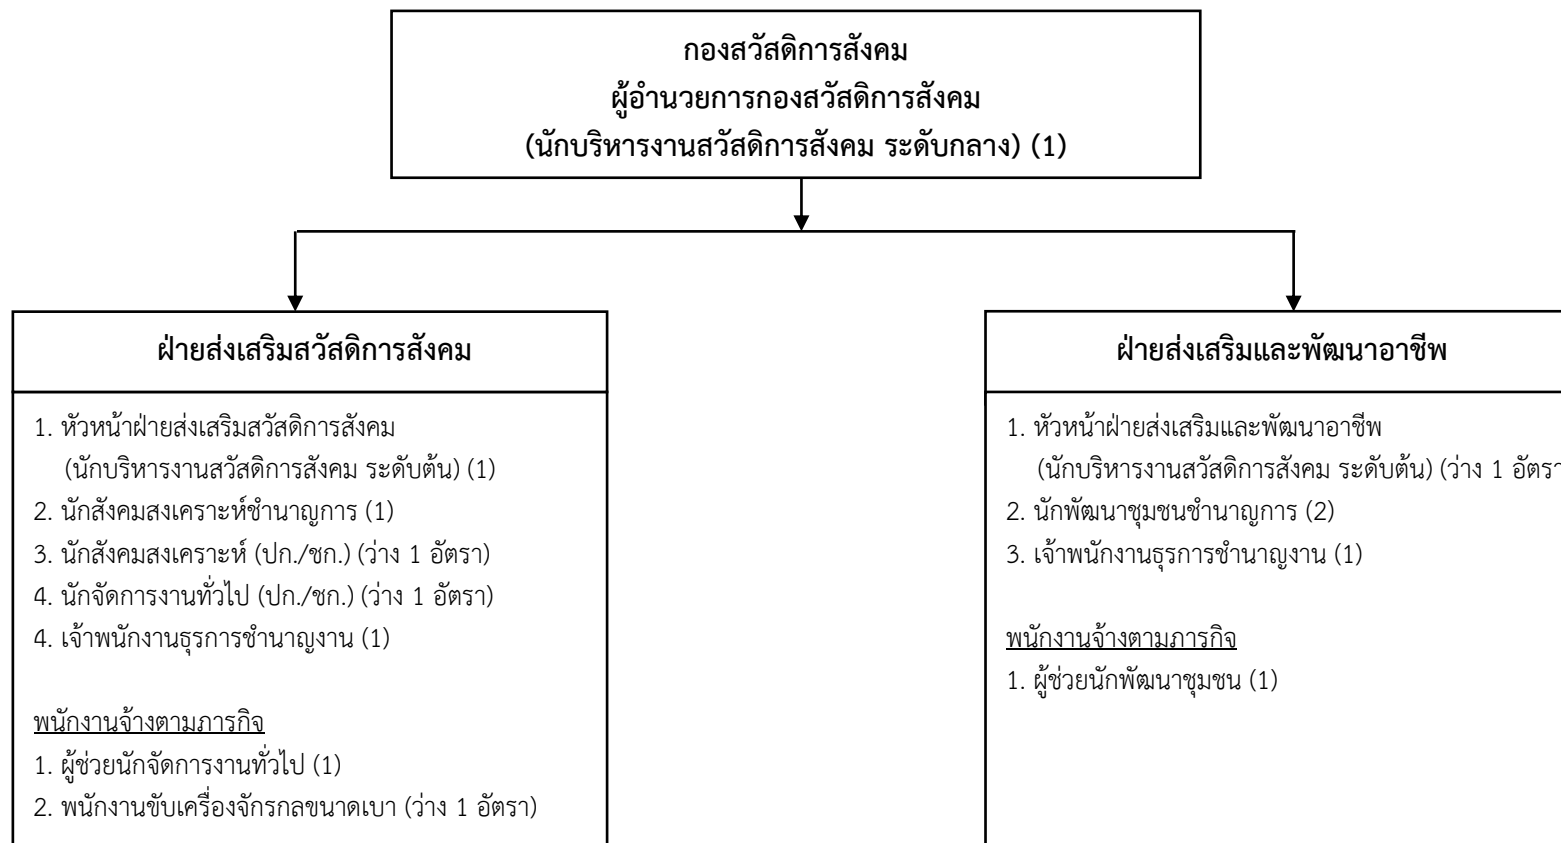 กองสวัสดิการสังคม
ผู้อำนวยการกองสวัสดิการสังคม
(นักบริหารงานสวัสดิการสังคม ระดับกลาง) (1)
ฝ่ายส่งเสริมสวัสดิการสังคม
1. หัวหน้าฝ่ายส่งเสริมสวัสดิการสังคม
(นักบริหารงานสวัสดิการสังคม ระดับต้น) (1)
2. นักสังคมสงเคราะห์ชำนาญการ (1)
3. นักสังคมสงเคราะห์ (ปก./ชก.) (ว่าง 1 อัตรา)
4. นักจัดการงานทั่วไป (ปก./ชก.) (ว่าง 1 อัตรา)
4. เจ้าพนักงานธุรการชำนาญงาน (1)
พนักงานจ้างตามภารกิจ
1. ผู้ช่วยนักจัดการงานทั่วไป (1)
2. พนักงานขับเครื่องจักรกลขนาดเบา (ว่าง 1 อัตรา)
ฝ่ายส่งเสริมและพัฒนาอาชีพ
1. หัวหน้าฝ่ายส่งเสริมและพัฒนาอาชีพ
(นักบริหารงานสวัสดิการสังคม ระดับต้น) (ว่าง 1 อัตรา
2. นักพัฒนาชุมชนชำนาญการ (2)
3. เจ้าพนักงานธุรการชำนาญงาน (1)
พนักงานจ้างตามภารกิจ
1. ผู้ช่วยนักพัฒนาชุมชน (1)